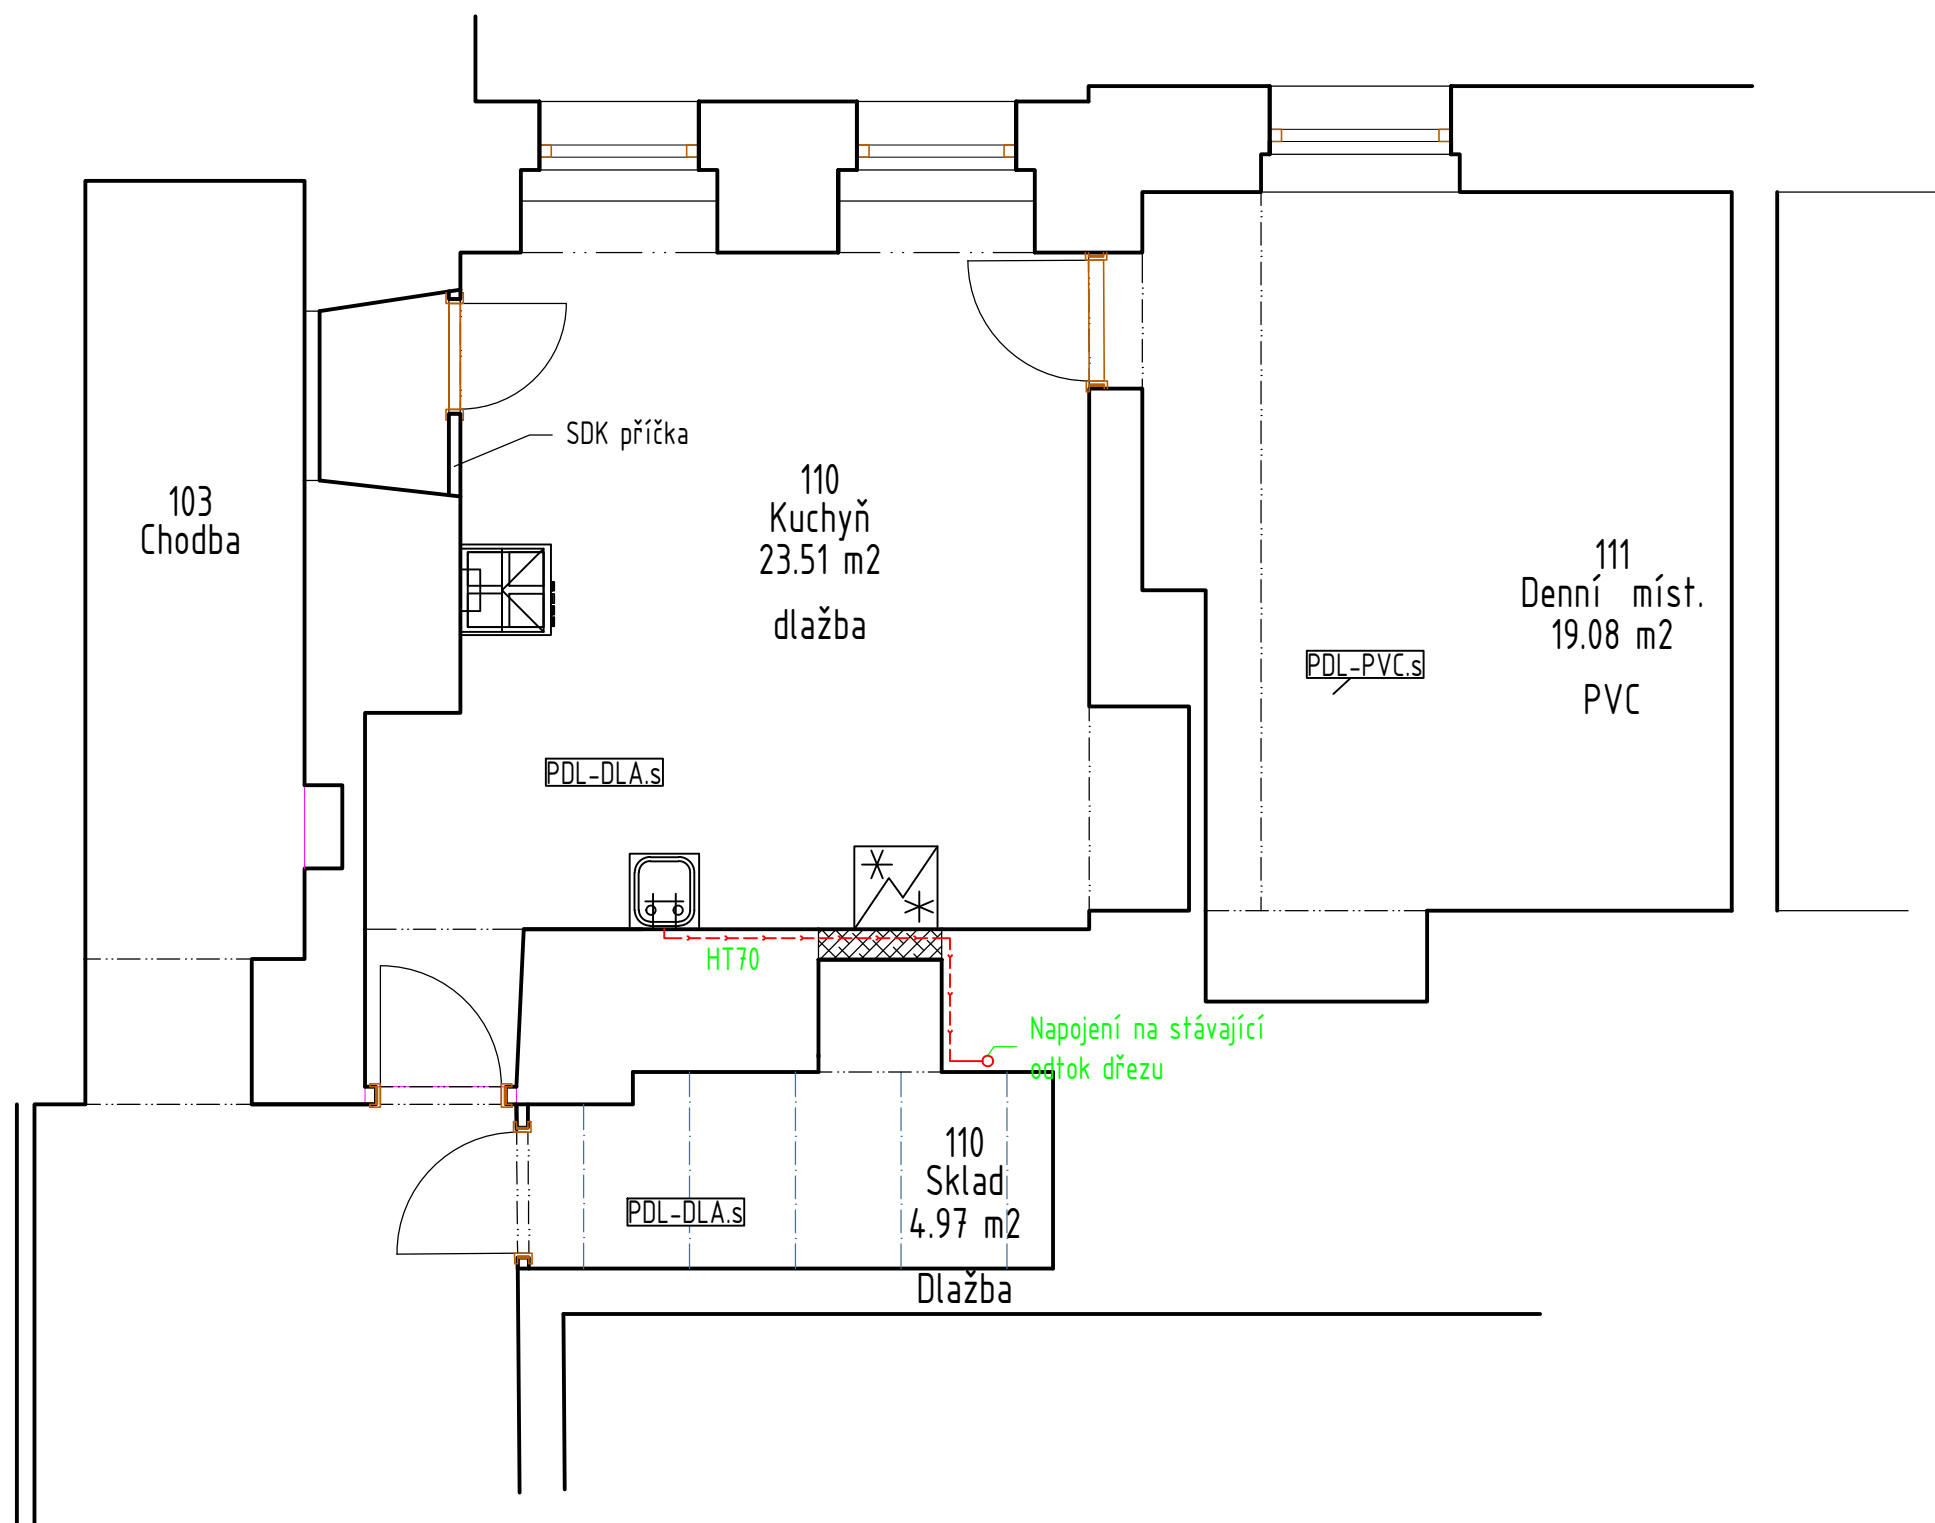 SDK příčka
103
Chodba
110
Kuchyň
23.51 m2
dlažba
111
Denní míst.
19.08 m2
PVC
PDL-PVC.s
PDL-DLA.s
HT70
Napojení na stávající
odtok dřezu
110
Sklad
4.97 m2
PDL-DLA.s
Dlažba